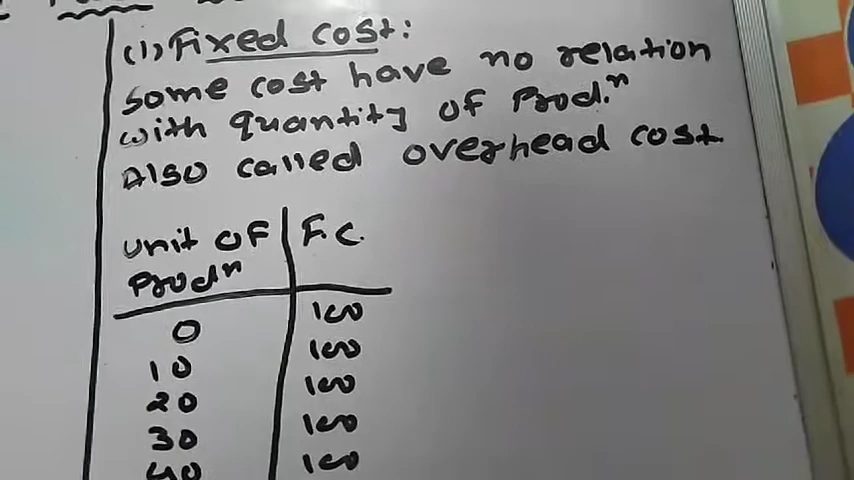 (1) Fixed cost:
some cost have no relation
with quantity of Prod.ⁿ
Also called overhead cost.
unit of | F.C.
Prodⁿ
0 | 100
10 | 100
20 | 100
30 | 100
40 | 100